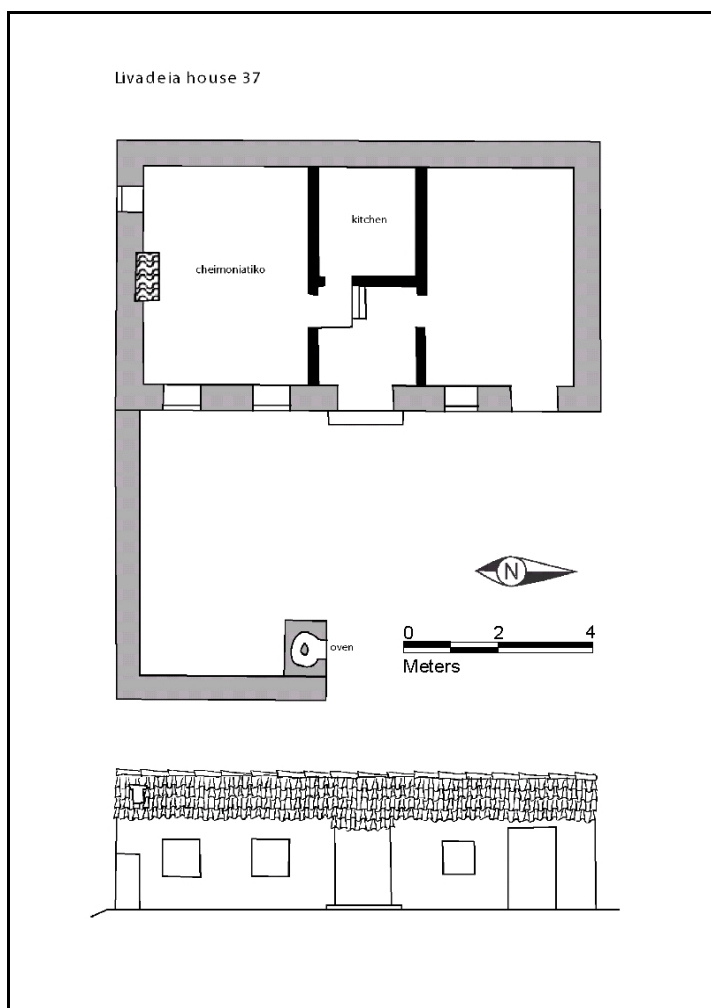 Livadeia house 37
kitchen
cheimoniatiko
N
oven
0 2 4
Meters